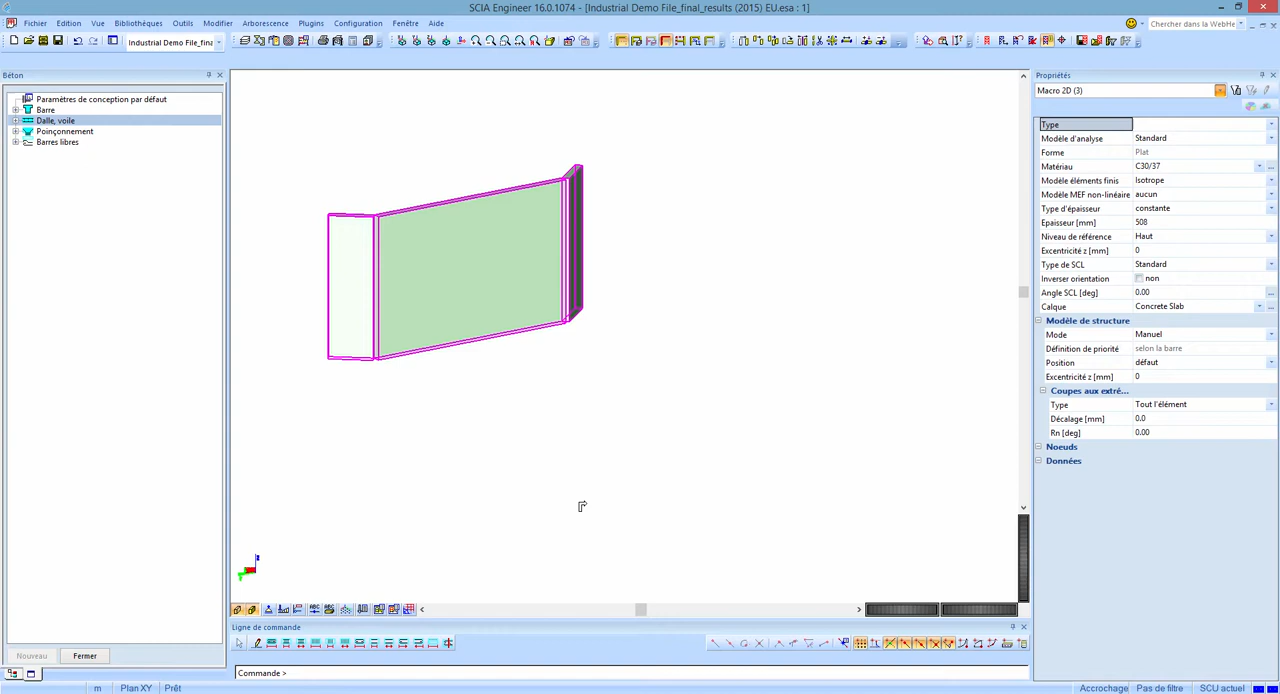 SCIA Engineer 16.0.1074 - [Industrial Demo File_final_results (2015) EU.esa : 1]
Fichier Edition Vue Bibliothèques Outils Modifier Arborescence Plugins Configuration Fenêtre Aide
Chercher dans la WebHe
Industrial Demo File_fina
Béton
Paramètres de conception par défaut
Barre
Dalle, voile
Poinçonnement
Barres libres
Nouveau
Fermer
Propriétés
Macro 2D (3)
Type
Modèle d'analyse Standard
Forme Plat
Matériau C30/37
Modèle éléments finis Isotrope
Modèle MEF non-linéaire aucun
Type d'épaisseur constante
Epaisseur [mm] 508
Niveau de référence Haut
Excentricité z [mm] 0
Type de SCL Standard
Inverser orientation non
Angle SCL [deg] 0.00
Calque Concrete Slab
Modèle de structure
Mode Manuel
Définition de priorité selon la barre
Position défaut
Excentricité z [mm] 0
Coupes aux extré...
Type Tout l'élément
Décalage [mm] 0.0
Rn [deg] 0.00
Noeuds
Données
Ligne de commande
Commande >
m Plan XY Prêt
Accrochage Pas de filtre SCU actuel